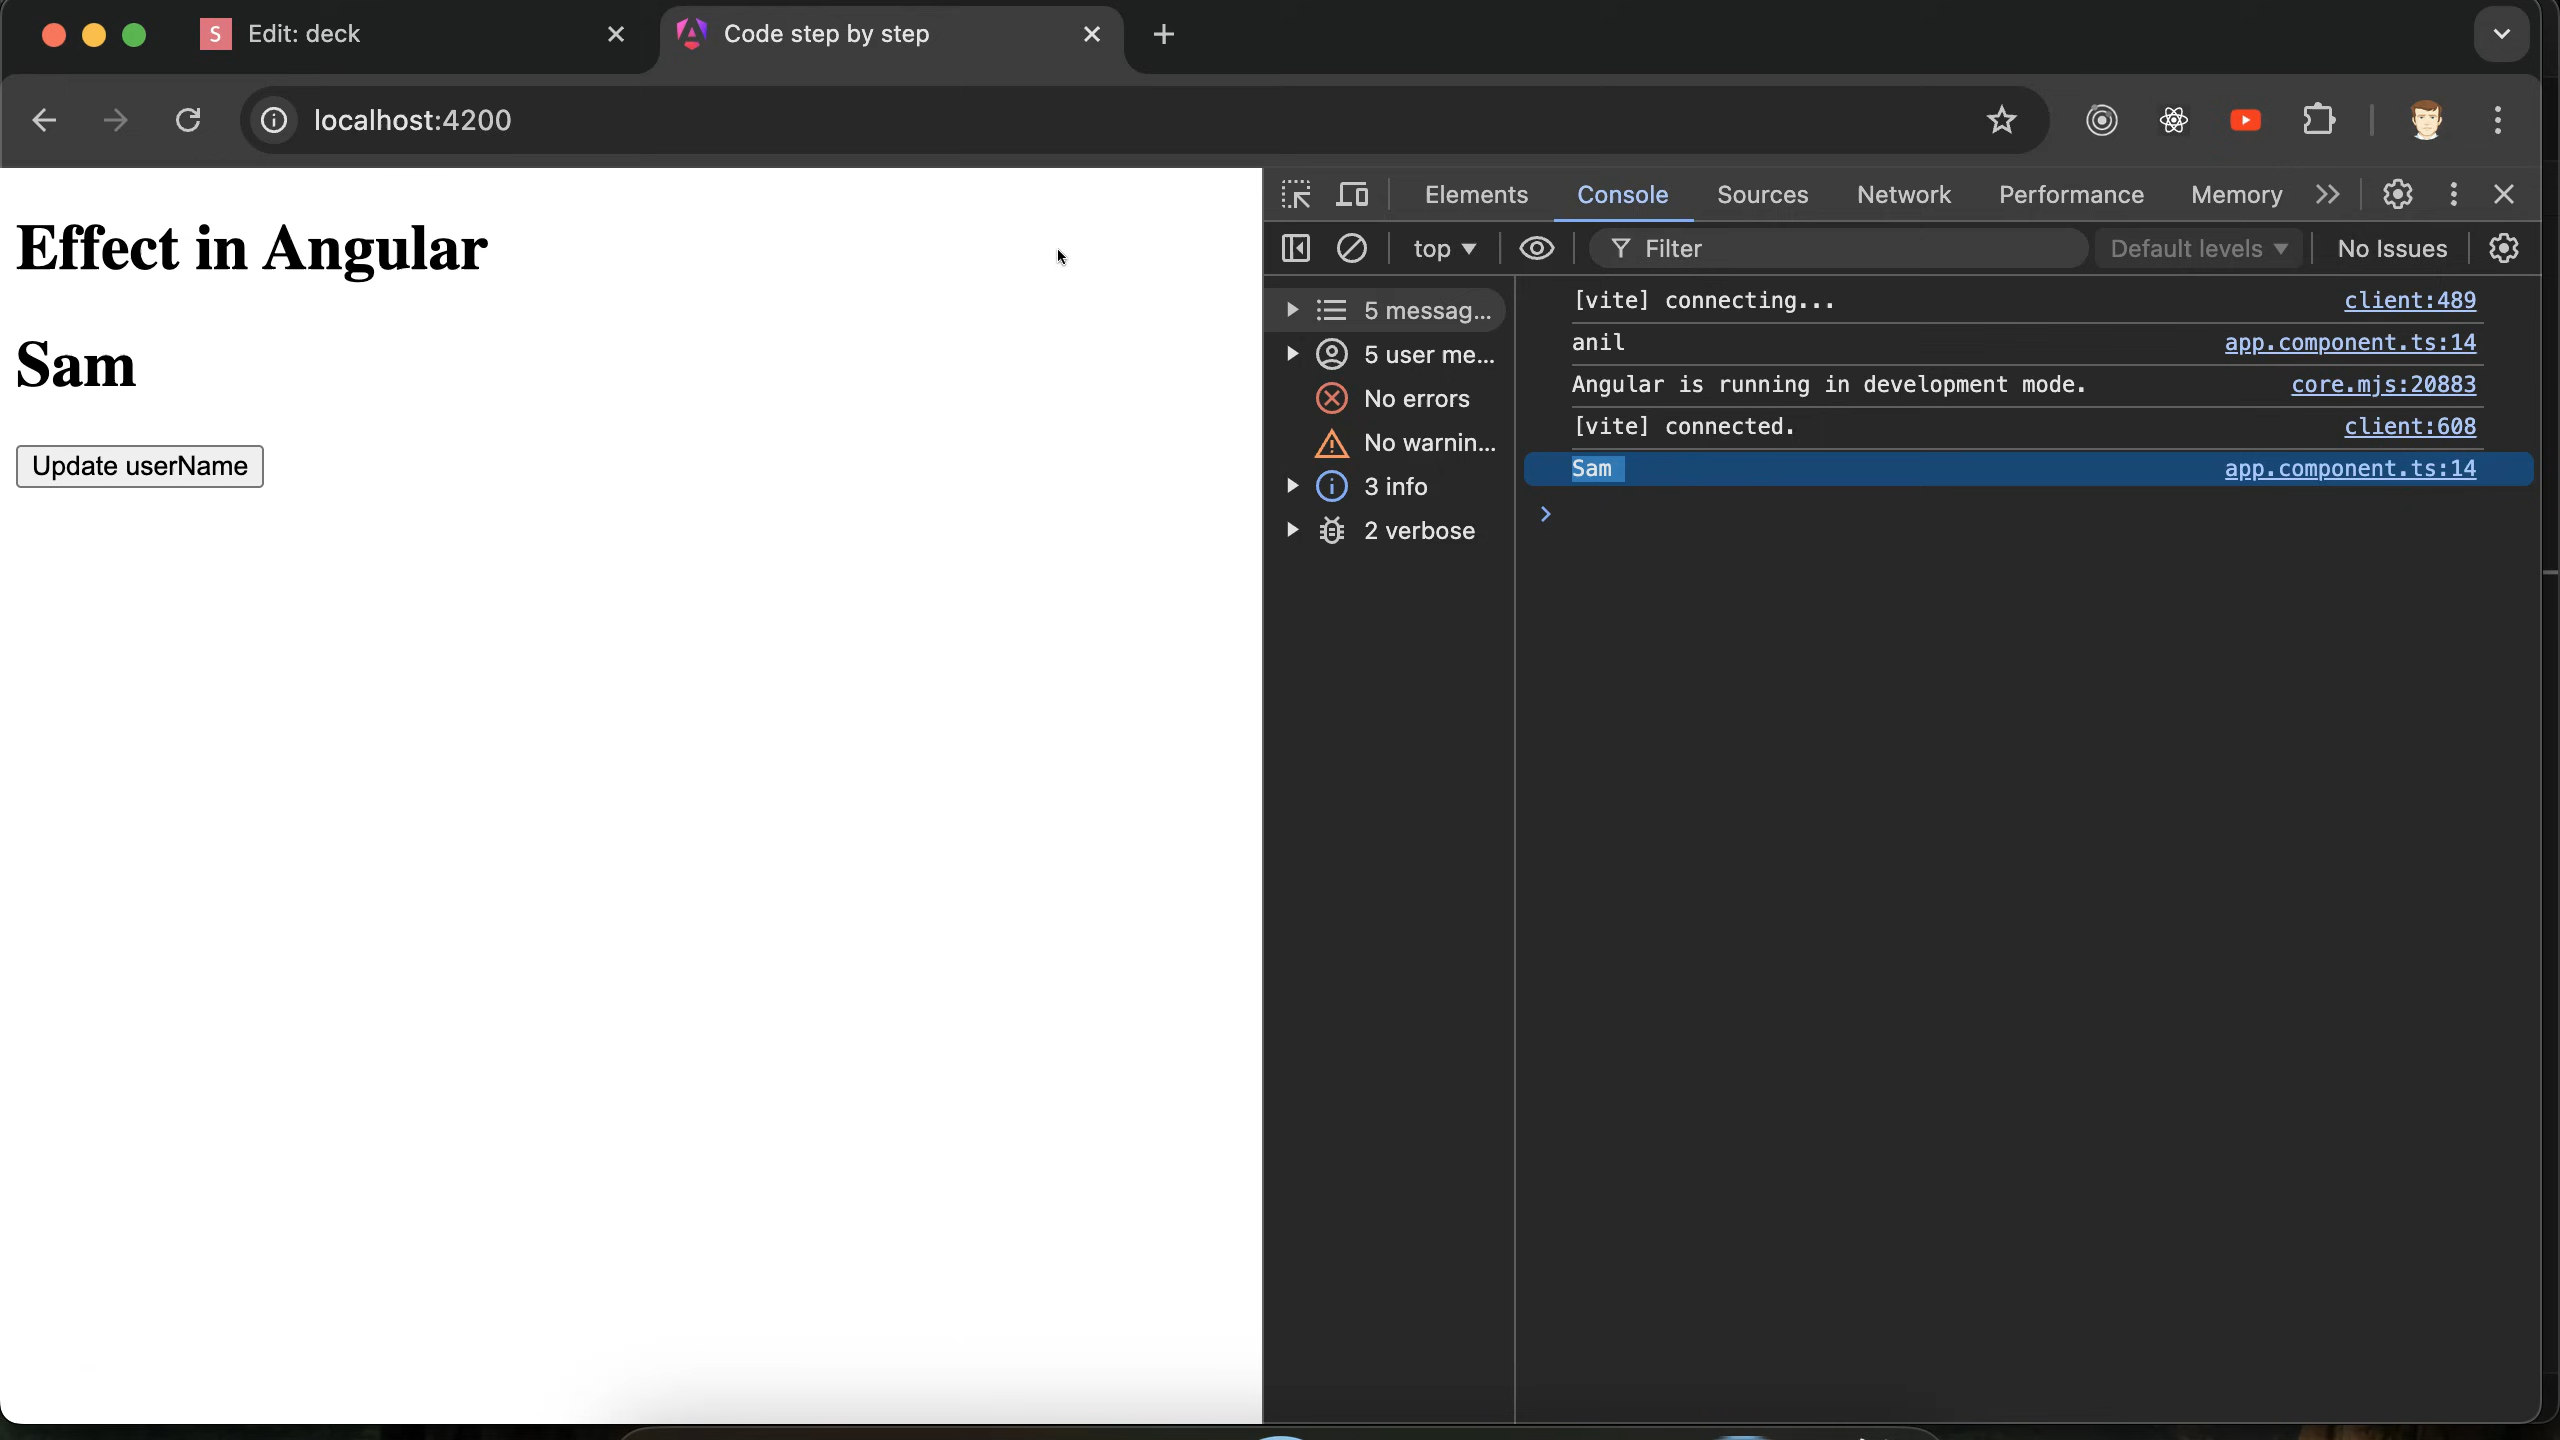 S Edit: deck
Code step by step
localhost:4200
Effect in Angular
Sam
Update userName
Elements Console Sources Network Performance Memory
top Filter Default levels No Issues
5 messag...
5 user me...
No errors
No warnin...
3 info
2 verbose
[vite] connecting... client:489
anil app.component.ts:14
Angular is running in development mode. core.mjs:20883
[vite] connected. client:608
Sam app.component.ts:14